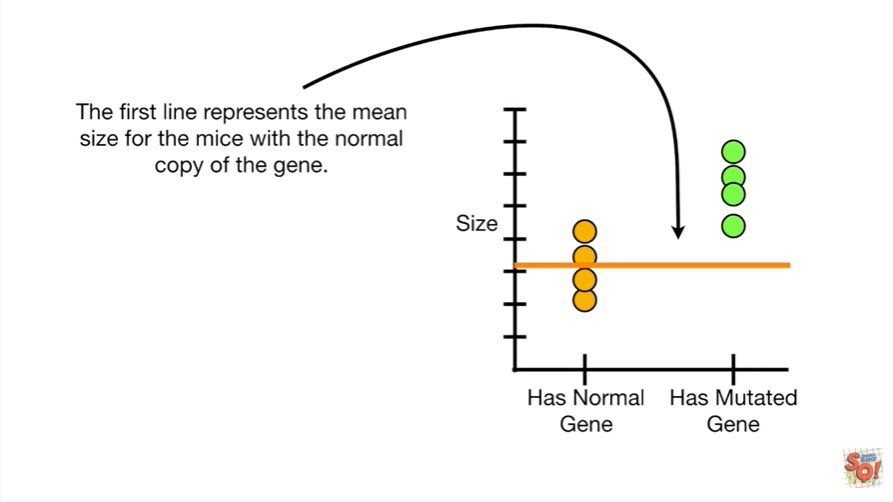 The first line represents the mean
size for the mice with the normal
copy of the gene.
Size
Has Normal
Gene
Has Mutated
Gene
SQ!